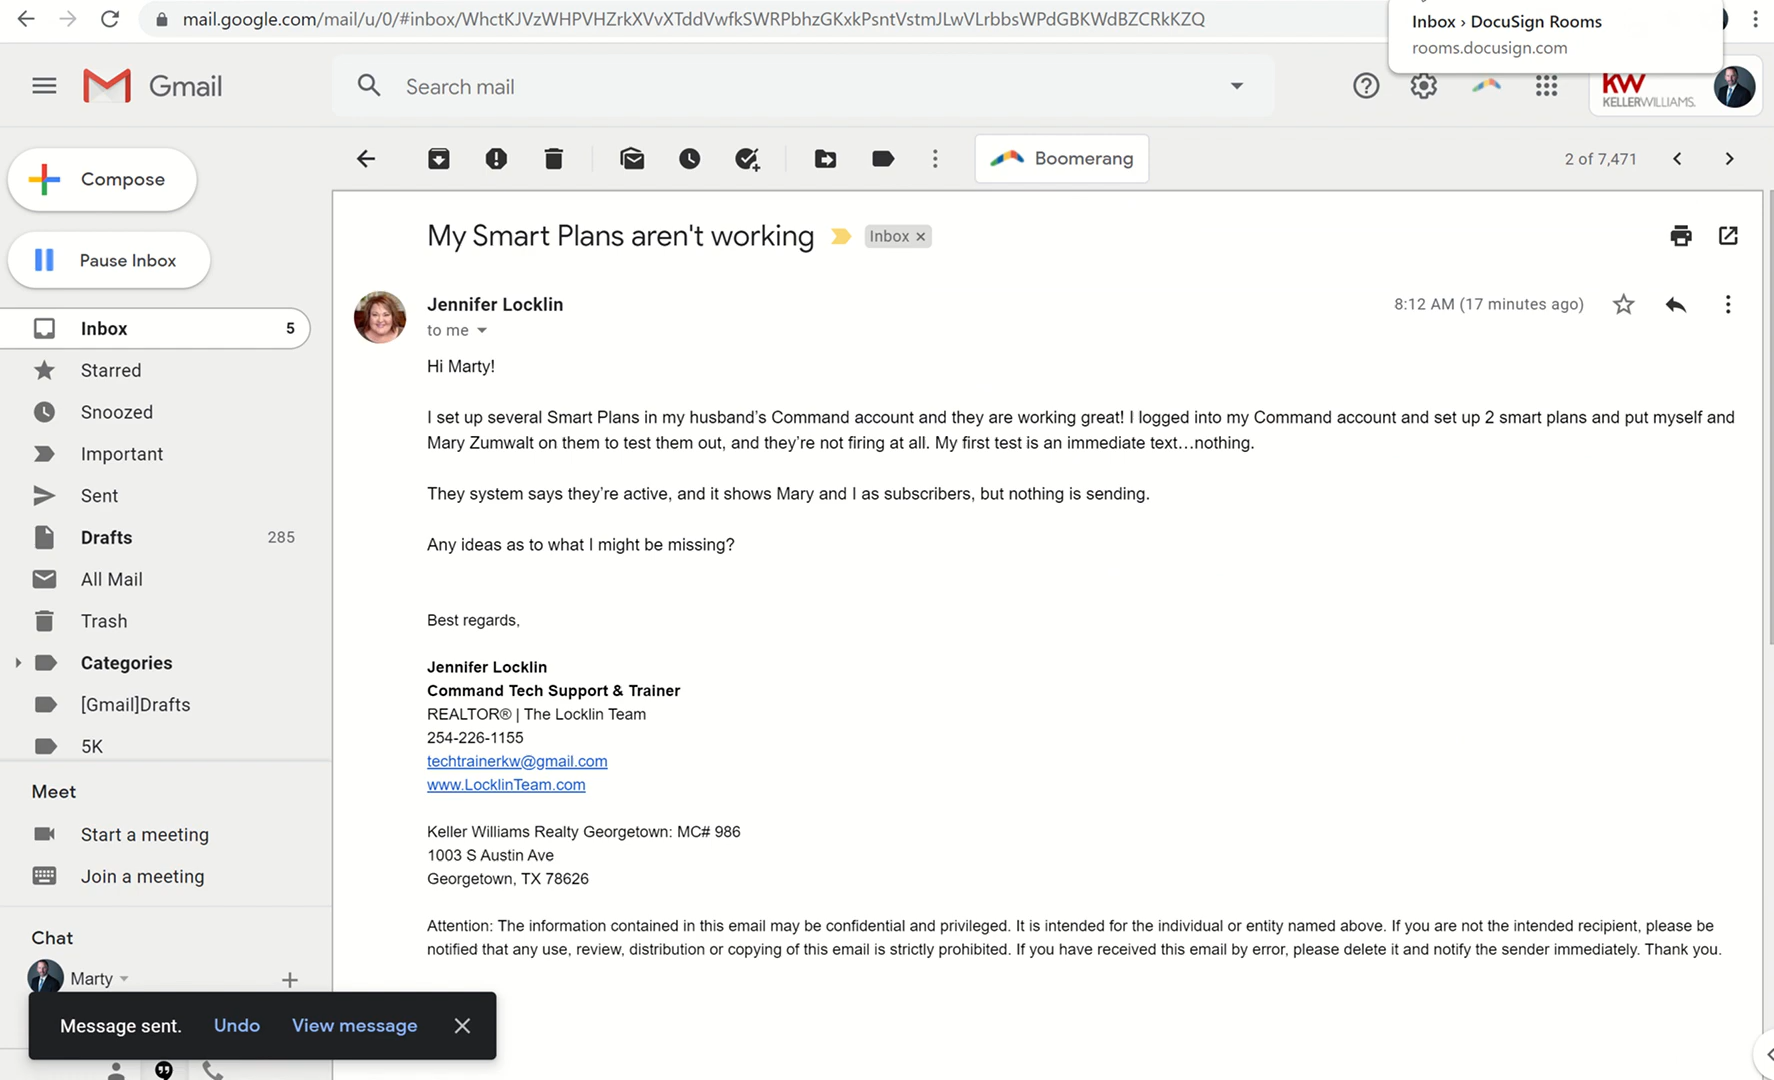 mail.google.com/mail/u/0/#inbox/WhctKJVzWHPVHZrkXVvXTddVwfkSWRPbhzGKxkPsntVstmJLwVLrbbsWPdGBKWdBZCRkKZQ
Inbox › DocuSign Rooms
rooms.docusign.com
Gmail
Search mail
KW
KELLERWILLIAMS.
Compose
Boomerang
2 of 7,471
Pause Inbox
My Smart Plans aren't working
Inbox ×
Inbox 5
Starred
Snoozed
Important
Sent
Drafts 285
All Mail
Trash
Categories
[Gmail]Drafts
5K
Meet
Start a meeting
Join a meeting
Chat
Marty
Jennifer Locklin
8:12 AM (17 minutes ago)
to me
Hi Marty!
I set up several Smart Plans in my husband's Command account and they are working great! I logged into my Command account and set up 2 smart plans and put myself and
Mary Zumwalt on them to test them out, and they're not firing at all. My first test is an immediate text…nothing.
They system says they're active, and it shows Mary and I as subscribers, but nothing is sending.
Any ideas as to what I might be missing?
Best regards,
Jennifer Locklin
Command Tech Support & Trainer
REALTOR® | The Locklin Team
254-226-1155
techtrainerkw@gmail.com
www.LocklinTeam.com
Keller Williams Realty Georgetown: MC# 986
1003 S Austin Ave
Georgetown, TX 78626
Attention: The information contained in this email may be confidential and privileged. It is intended for the individual or entity named above. If you are not the intended recipient, please be
notified that any use, review, distribution or copying of this email is strictly prohibited. If you have received this email by error, please delete it and notify the sender immediately. Thank you.
Message sent. Undo View message